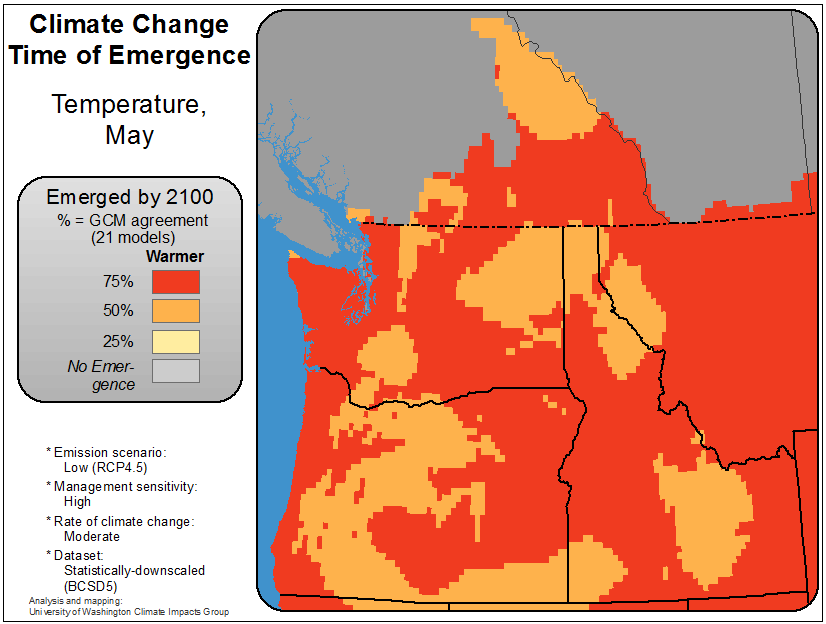 Climate Change
Time of Emergence
Temperature,
May
Emerged by 2100
% = GCM agreement
(21 models)
Warmer
75%
50%
25%
No Emer-
gence
* Emission scenario:
Low (RCP4.5)
* Management sensitivity:
High
* Rate of climate change:
Moderate
* Dataset:
Statistically-downscaled
(BCSD5)
Analysis and mapping:
University of Washington Climate Impacts Group